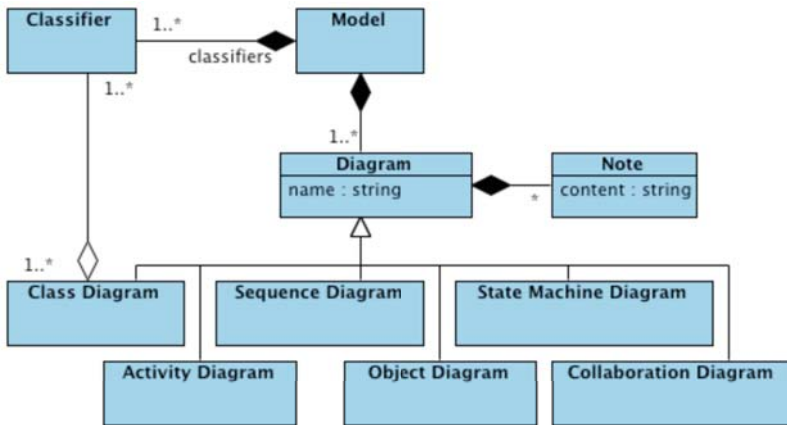 Classifier
1..*
classifiers
Model
1..*
1..*
Diagram
name : string
*
Note
content : string
1..*
Class Diagram
Sequence Diagram
State Machine Diagram
Activity Diagram
Object Diagram
Collaboration Diagram